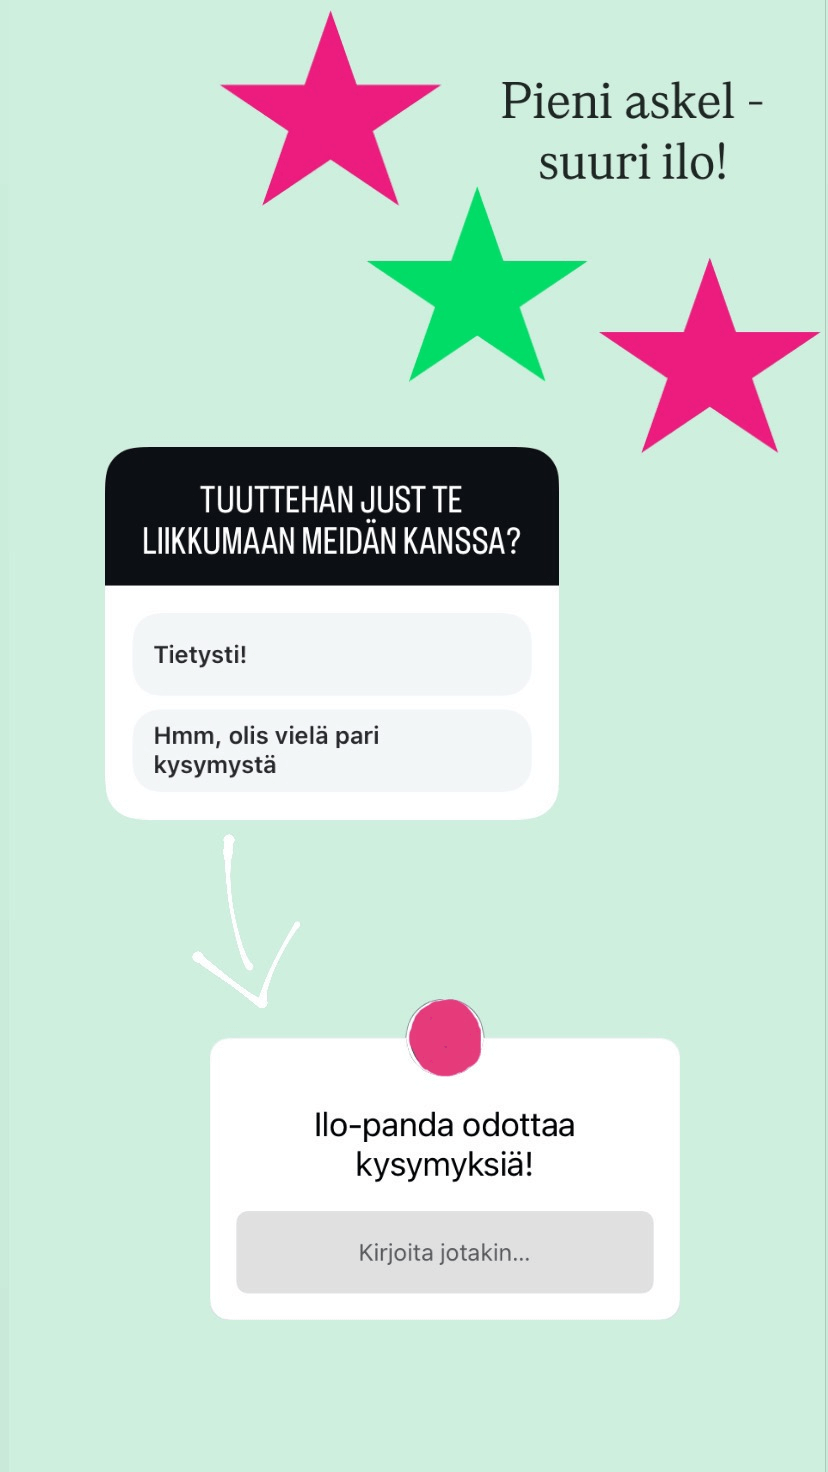 Pieni askel -
suuri ilo!
TUUTTEHAN JUST TE
LIIKKUMAAN MEIDÄN KANSSA?
Tietysti!
Hmm, olis vielä pari
kysymystä
Ilo-panda odottaa
kysymyksiä!
Kirjoita jotakin...